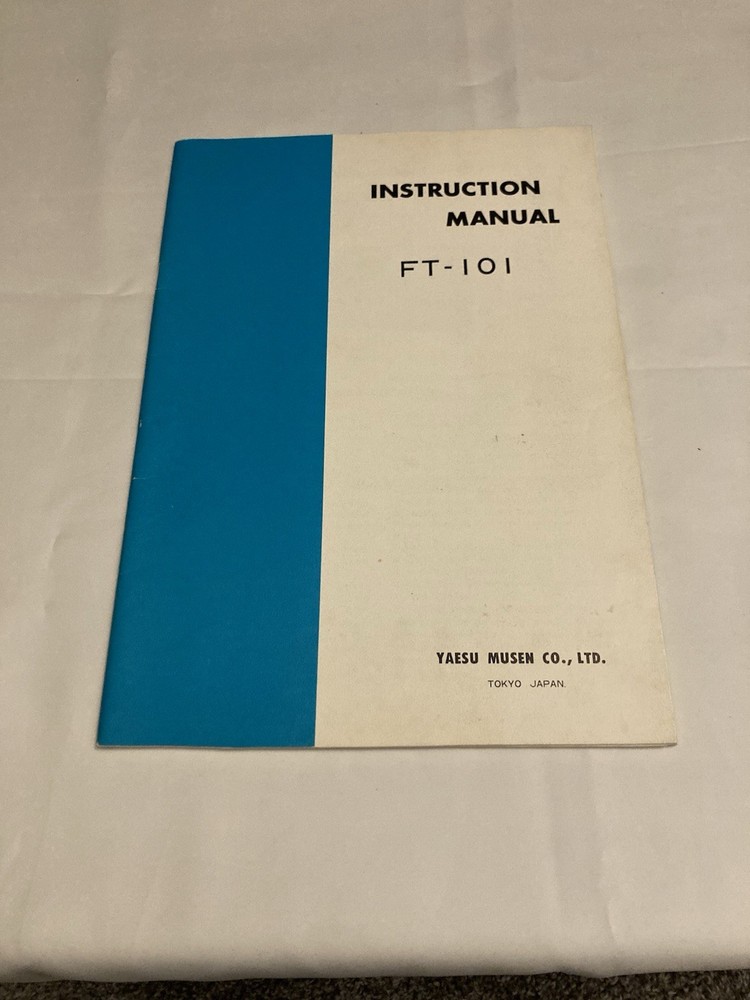 INSTRUCTION
MANUAL
FT-101
YAESU MUSEN CO., LTD.
TOKYO JAPAN.